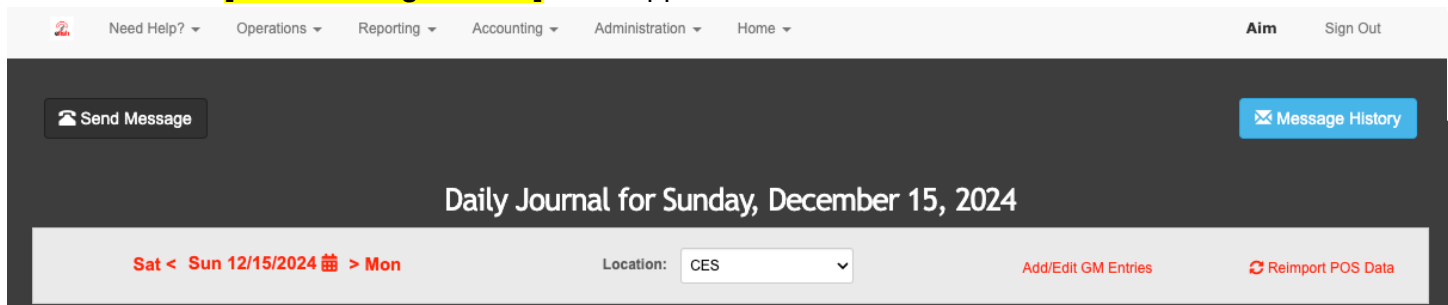 Need Help? Operations Reporting Accounting Administration Home Aim Sign Out
Send Message Message History
Daily Journal for Sunday, December 15, 2024
Sat < Sun 12/15/2024 > Mon Location: CES Add/Edit GM Entries Reimport POS Data